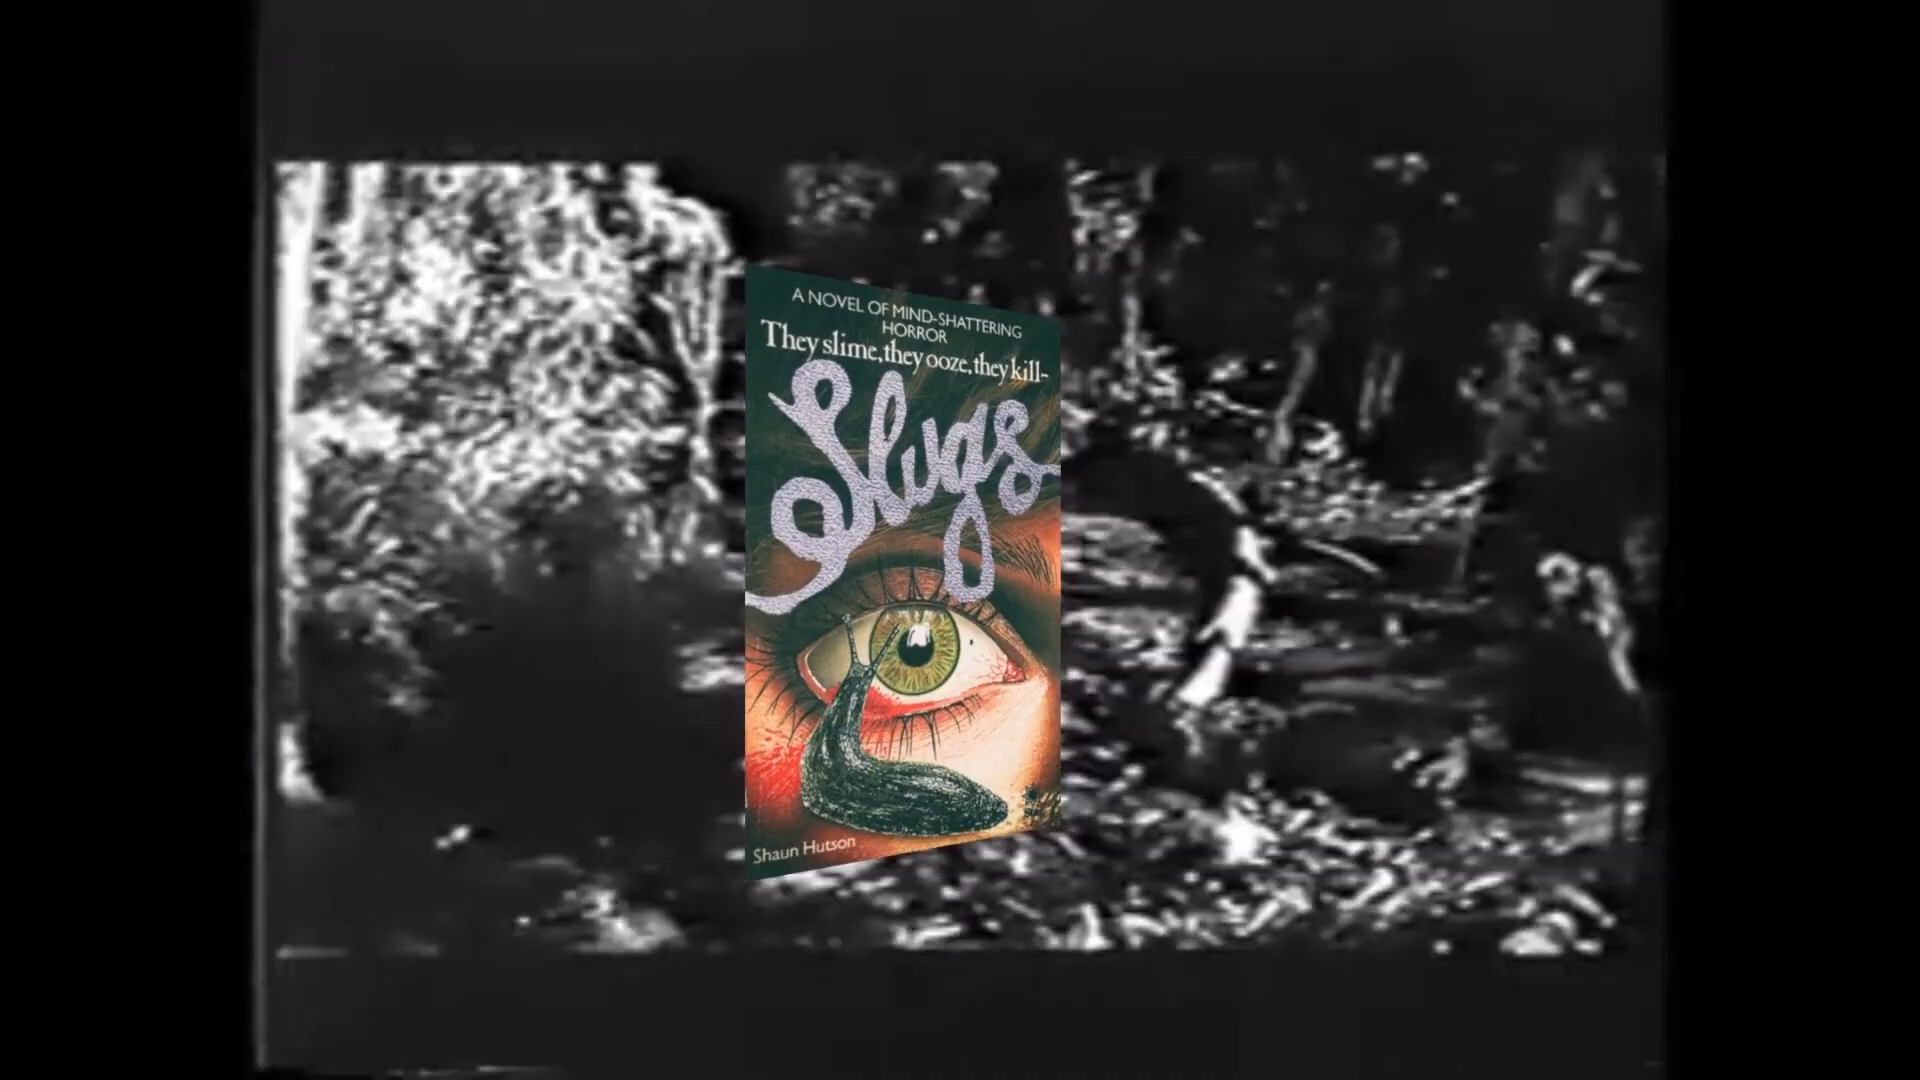 A NOVEL OF MIND-SHATTERING
HORROR
They slime, they ooze, they kill-
Slugs
Shaun Hutson